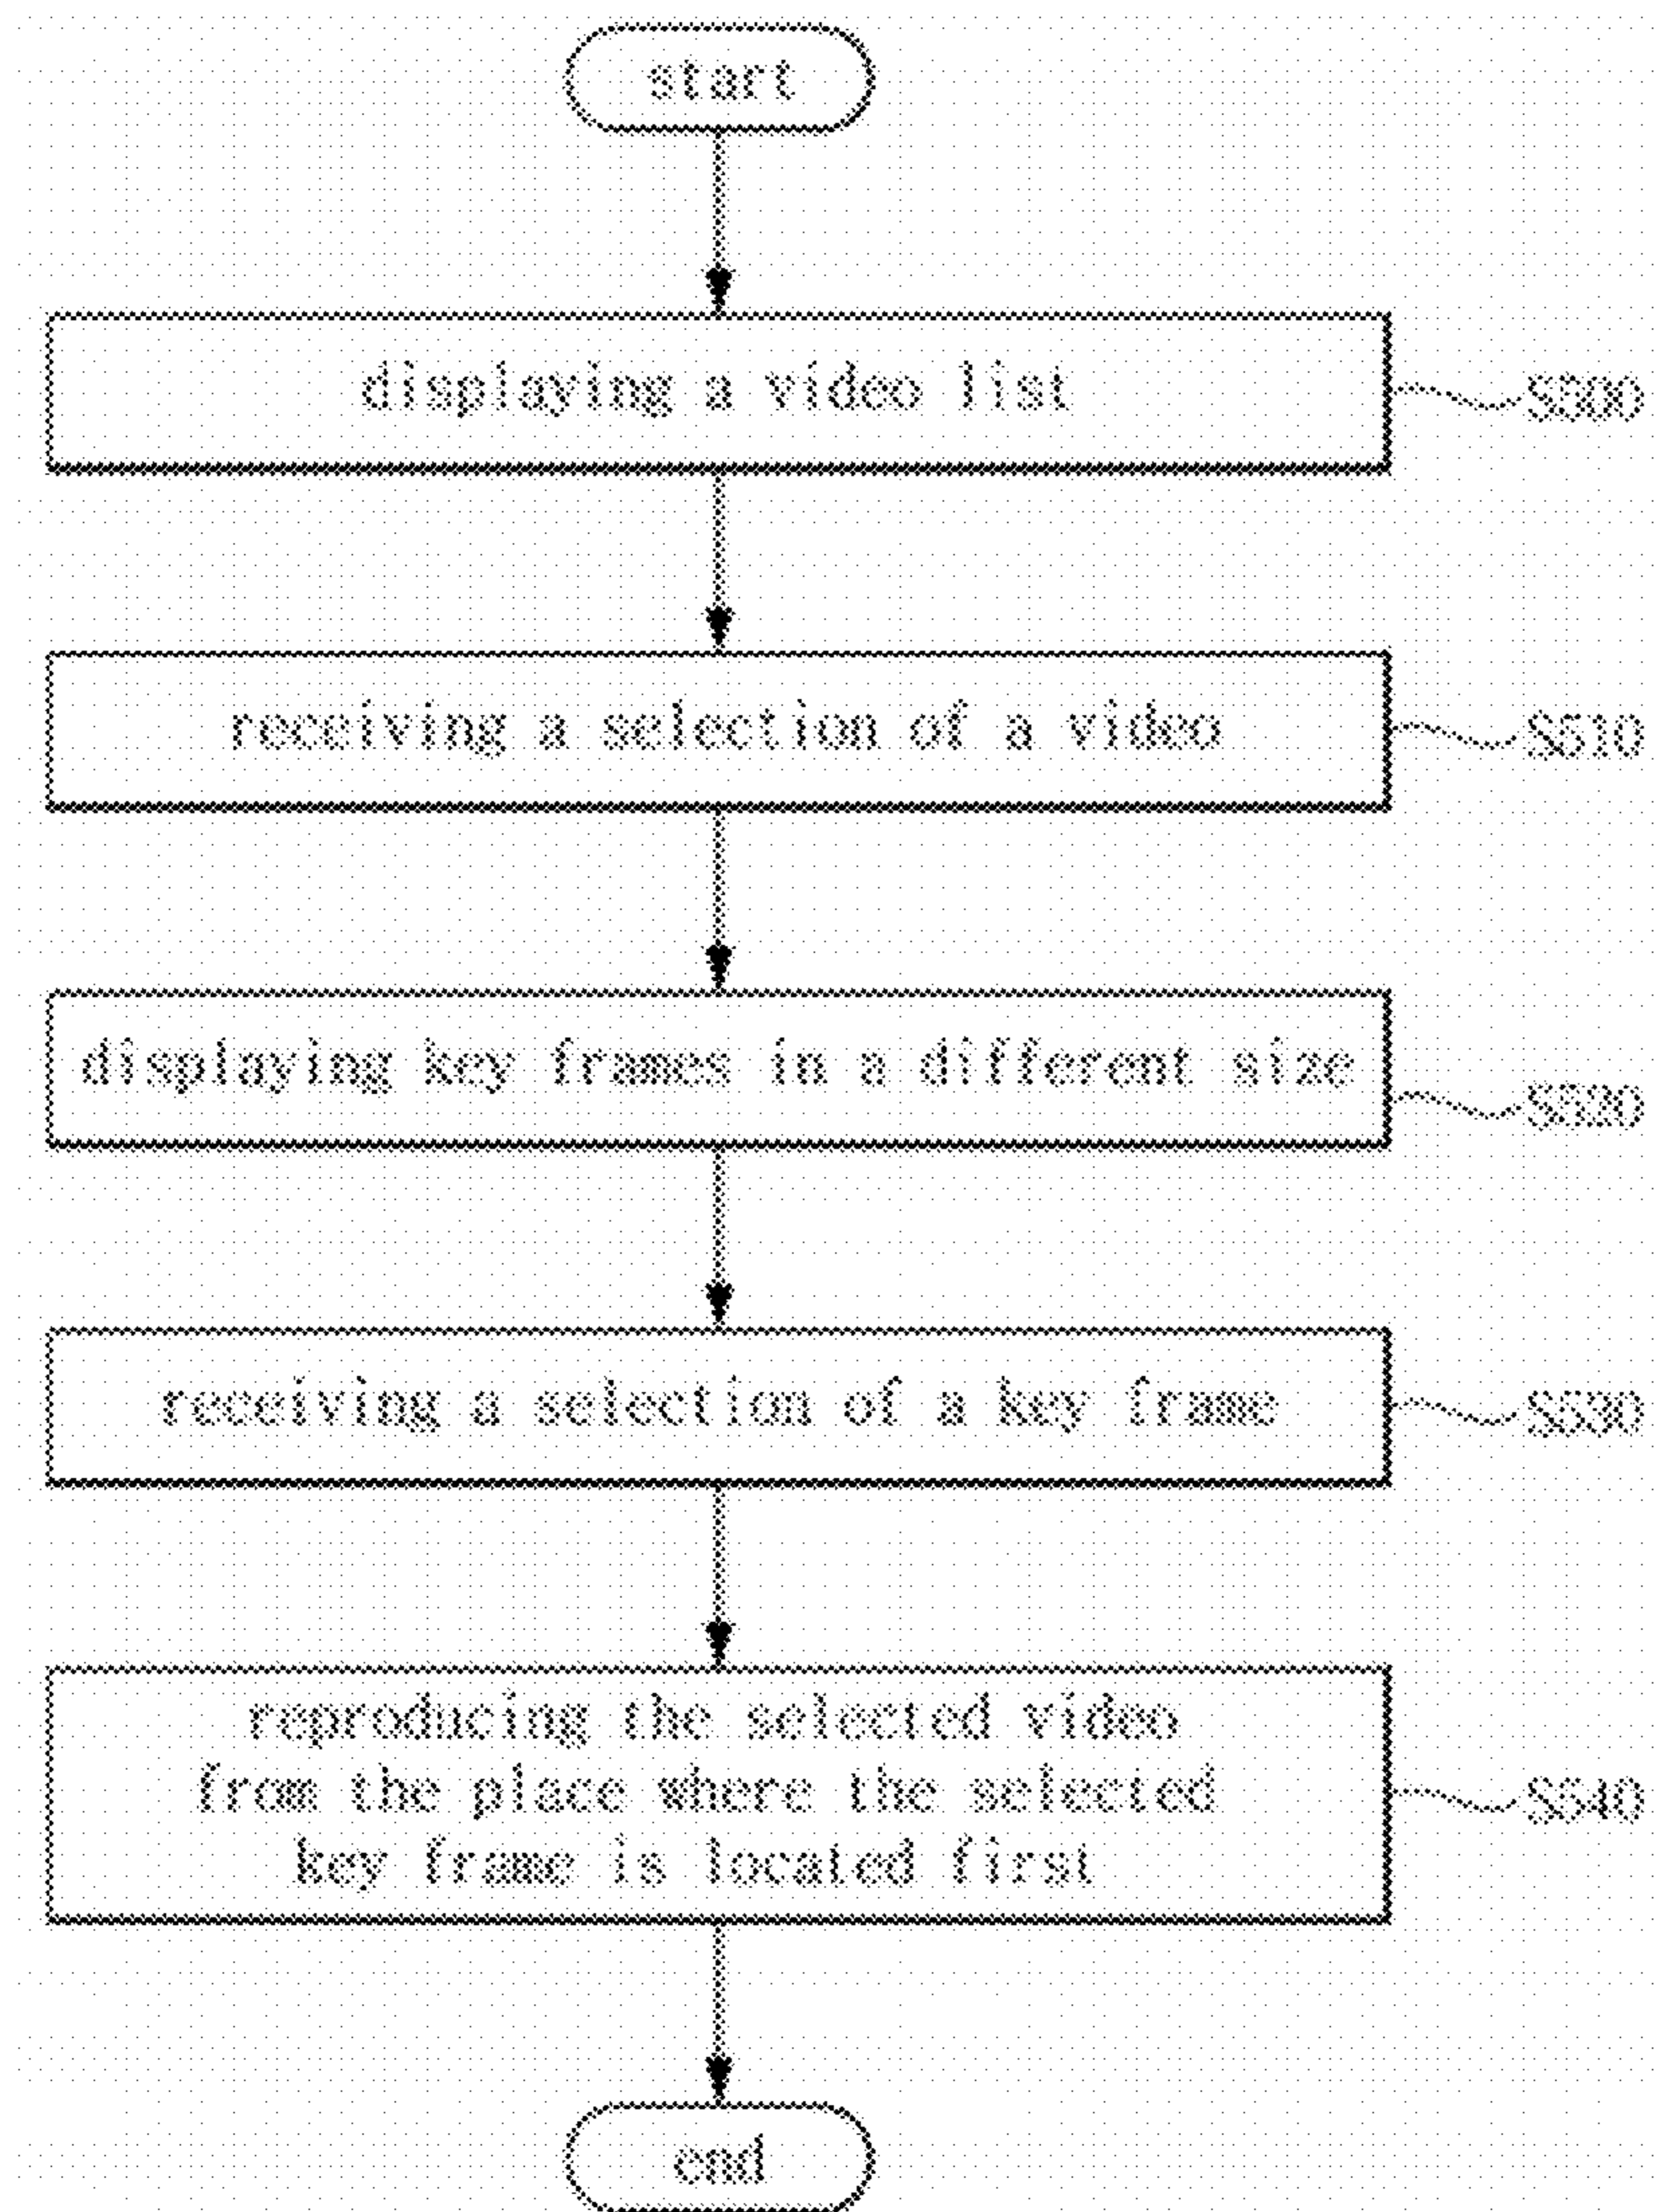 start
displaying a video list
S500
receiving a selection of a video
S510
displaying key frames in a different size
S520
receiving a selection of a key frame
S530
reproducing the selected video
from the place where the selected
key frame is located first
S540
end